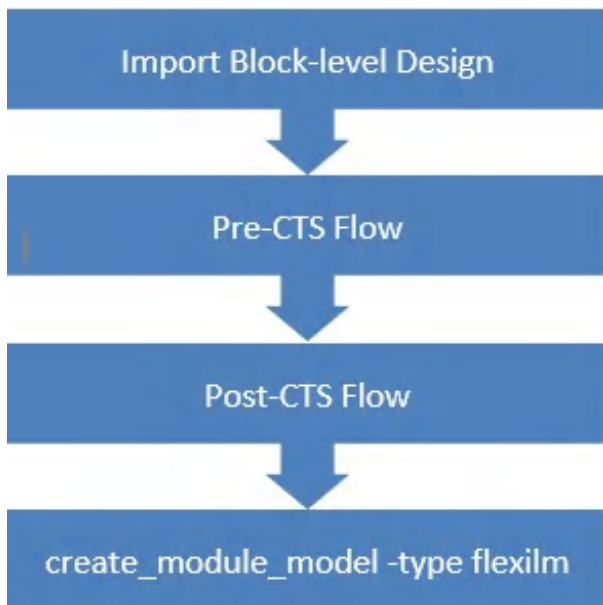 Import Block-level Design
Pre-CTS Flow
Post-CTS Flow
create_module_model -type flexilm